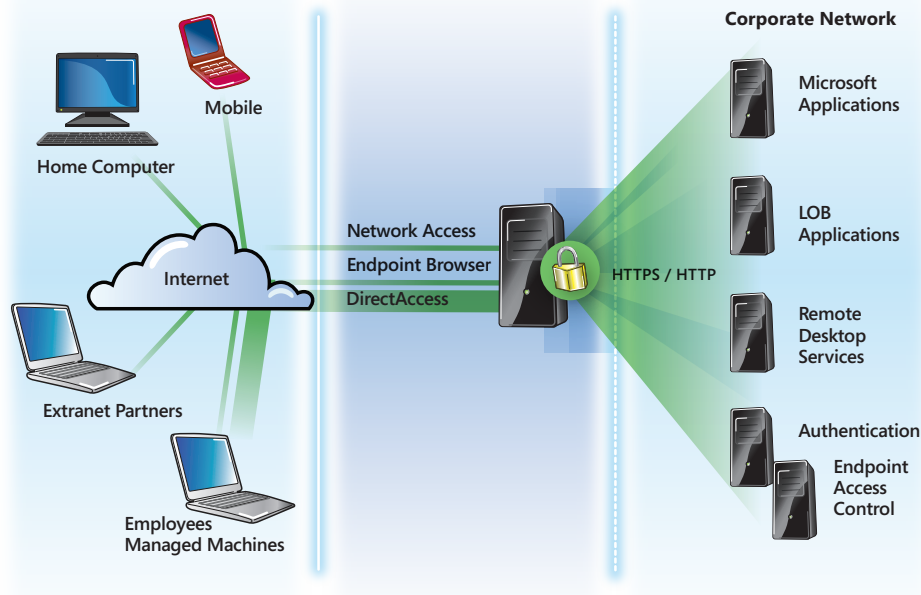 Corporate Network
Mobile
Home Computer
Internet
Extranet Partners
Employees
Managed Machines
Network Access
Endpoint Browser
DirectAccess
HTTPS / HTTP
Microsoft
Applications
LOB
Applications
Remote
Desktop
Services
Authentication
Endpoint
Access
Control